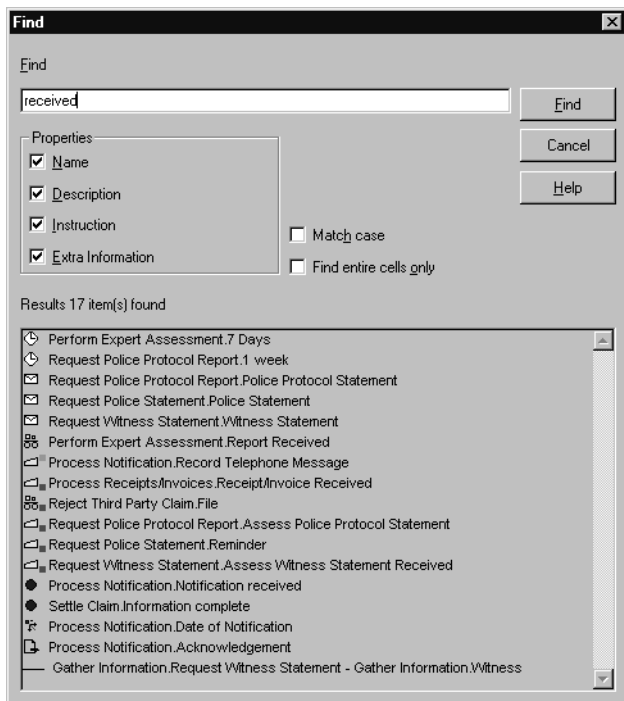 Find
Find
received
Find
Properties
Cancel
Name
Help
Description
Instruction
Match case
Extra Information
Find entire cells only
Results 17 item(s) found
Perform Expert Assessment.7 Days
Request Police Protocol Report.1 week
Request Police Protocol Report.Police Protocol Statement
Request Police Statement.Police Statement
Request Witness Statement.Witness Statement
Perform Expert Assessment.Report Received
Process Notification.Record Telephone Message
Process Receipts/Invoices.Receipt/Invoice Received
Reject Third Party Claim.File
Request Police Protocol Report.Assess Police Protocol Statement
Request Police Statement.Reminder
Request Witness Statement.Assess Witness Statement Received
Process Notification.Notification received
Settle Claim.Information complete
Process Notification.Date of Notification
Process Notification.Acknowledgement
Gather Information.Request Witness Statement - Gather Information.Witness